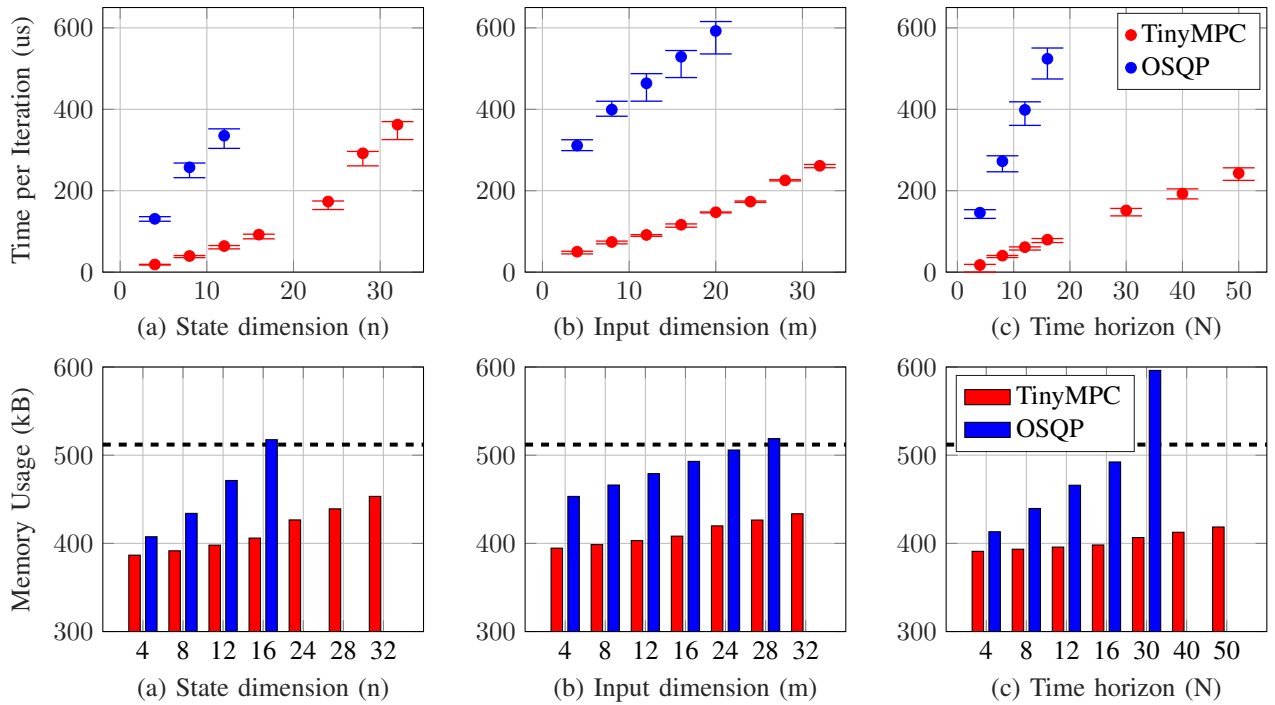 Time per Iteration (us)
600
400
200
0
0 10 20 30
(a) State dimension (n)
600
400
200
0
0 10 20 30
(b) Input dimension (m)
600
400
200
0
0 10 20 30 40 50
(c) Time horizon (N)
TinyMPC
OSQP
Memory Usage (kB)
600
500
400
300
4 8 12 16 24 28 32
(a) State dimension (n)
600
500
400
300
4 8 12 16 24 28 32
(b) Input dimension (m)
600
500
400
300
4 8 12 16 30 40 50
(c) Time horizon (N)
TinyMPC
OSQP